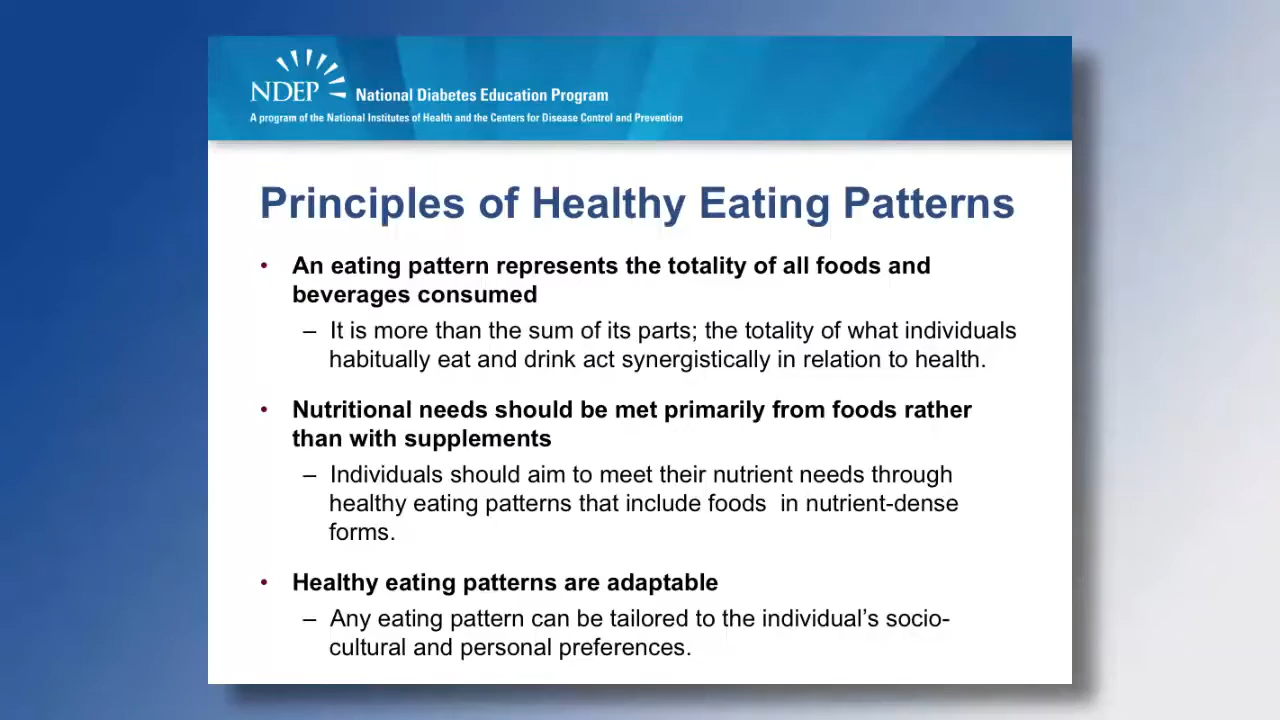 NDEP National Diabetes Education Program
A program of the National Institutes of Health and the Centers for Disease Control and Prevention
Principles of Healthy Eating Patterns
• An eating pattern represents the totality of all foods and
beverages consumed
– It is more than the sum of its parts; the totality of what individuals
habitually eat and drink act synergistically in relation to health.
• Nutritional needs should be met primarily from foods rather
than with supplements
– Individuals should aim to meet their nutrient needs through
healthy eating patterns that include foods  in nutrient-dense
forms.
• Healthy eating patterns are adaptable
– Any eating pattern can be tailored to the individual’s socio-
cultural and personal preferences.